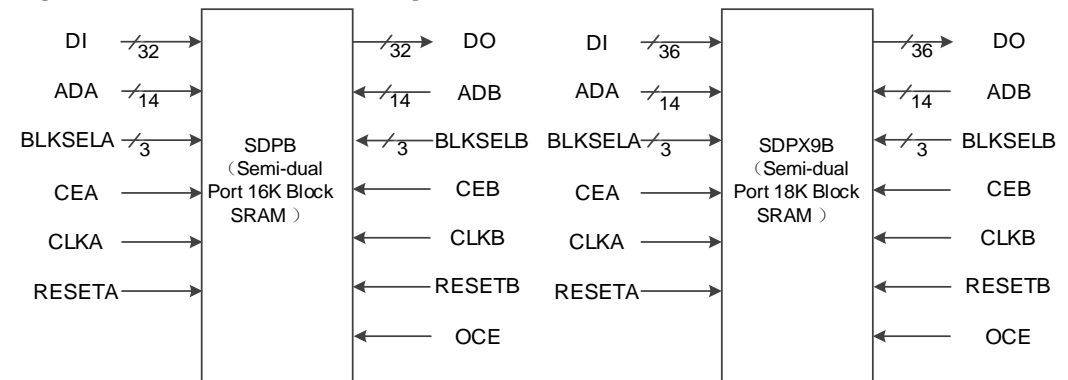 DI 32 32 DO DI 36 36 DO
ADA 14 14 ADB ADA 14 14 ADB
BLKSELA 3 3 BLKSELB BLKSELA 3 3 BLKSELB
SDPB SDPX9B
（Semi-dual （Semi-dual
CEA Port 16K Block CEB CEA Port 18K Block CEB
SRAM ） SRAM ）
CLKA CLKB CLKA CLKB
RESETA RESETB RESETA RESETB
OCE OCE